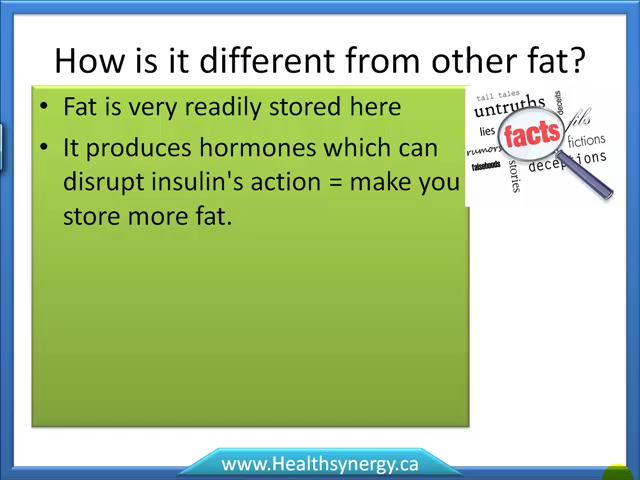 How is it different from other fat?
• Fat is very readily stored here
• It produces hormones which can
disrupt insulin's action = make you
store more fat.
tall tales
untruths
deceits
lies
facts
fibs
rumors
fictions
falsehoods
stories
deceptions
www.Healthsynergy.ca